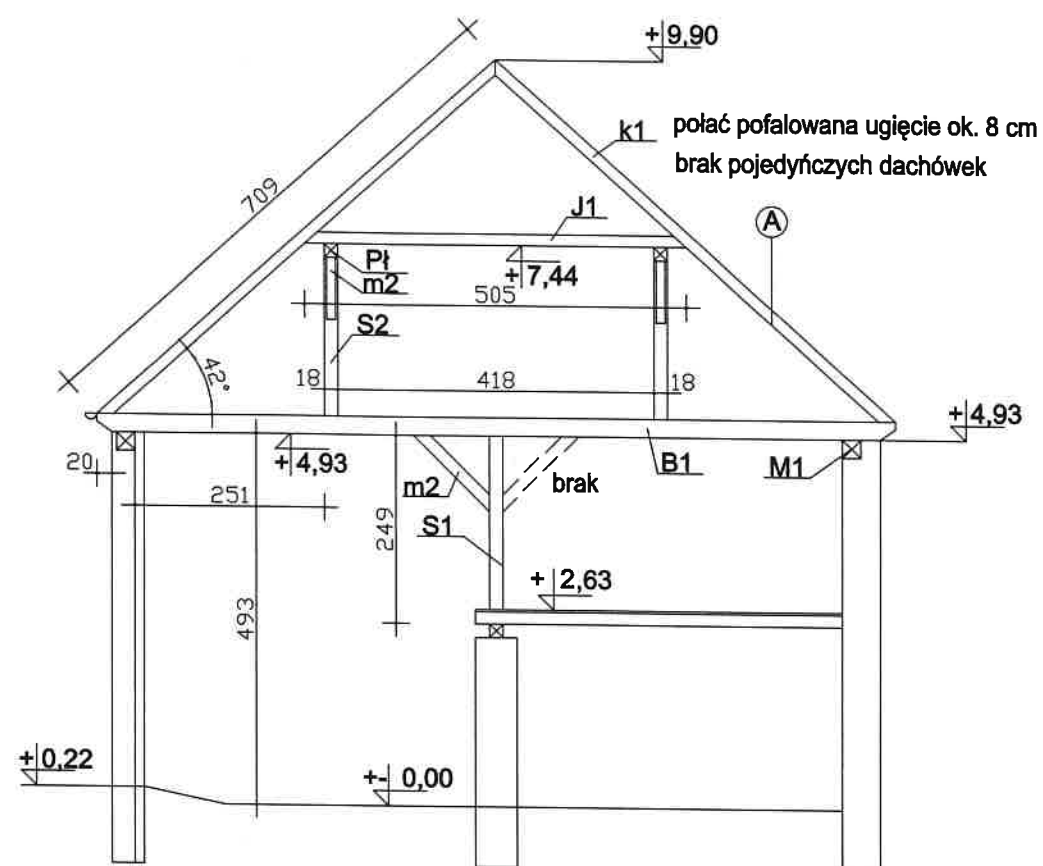 + 9,90
k1
połać pofalowana ugięcie ok. 8 cm
brak pojedyńczych dachówek
709
J1
A
Pł
m2
+ 7,44
505
S2
42°
18
418
18
+ 4,93
+ 4,93
20
B1
M1
m2
brak
251
249
S1
+ 2,63
493
+ 0,22
+- 0,00